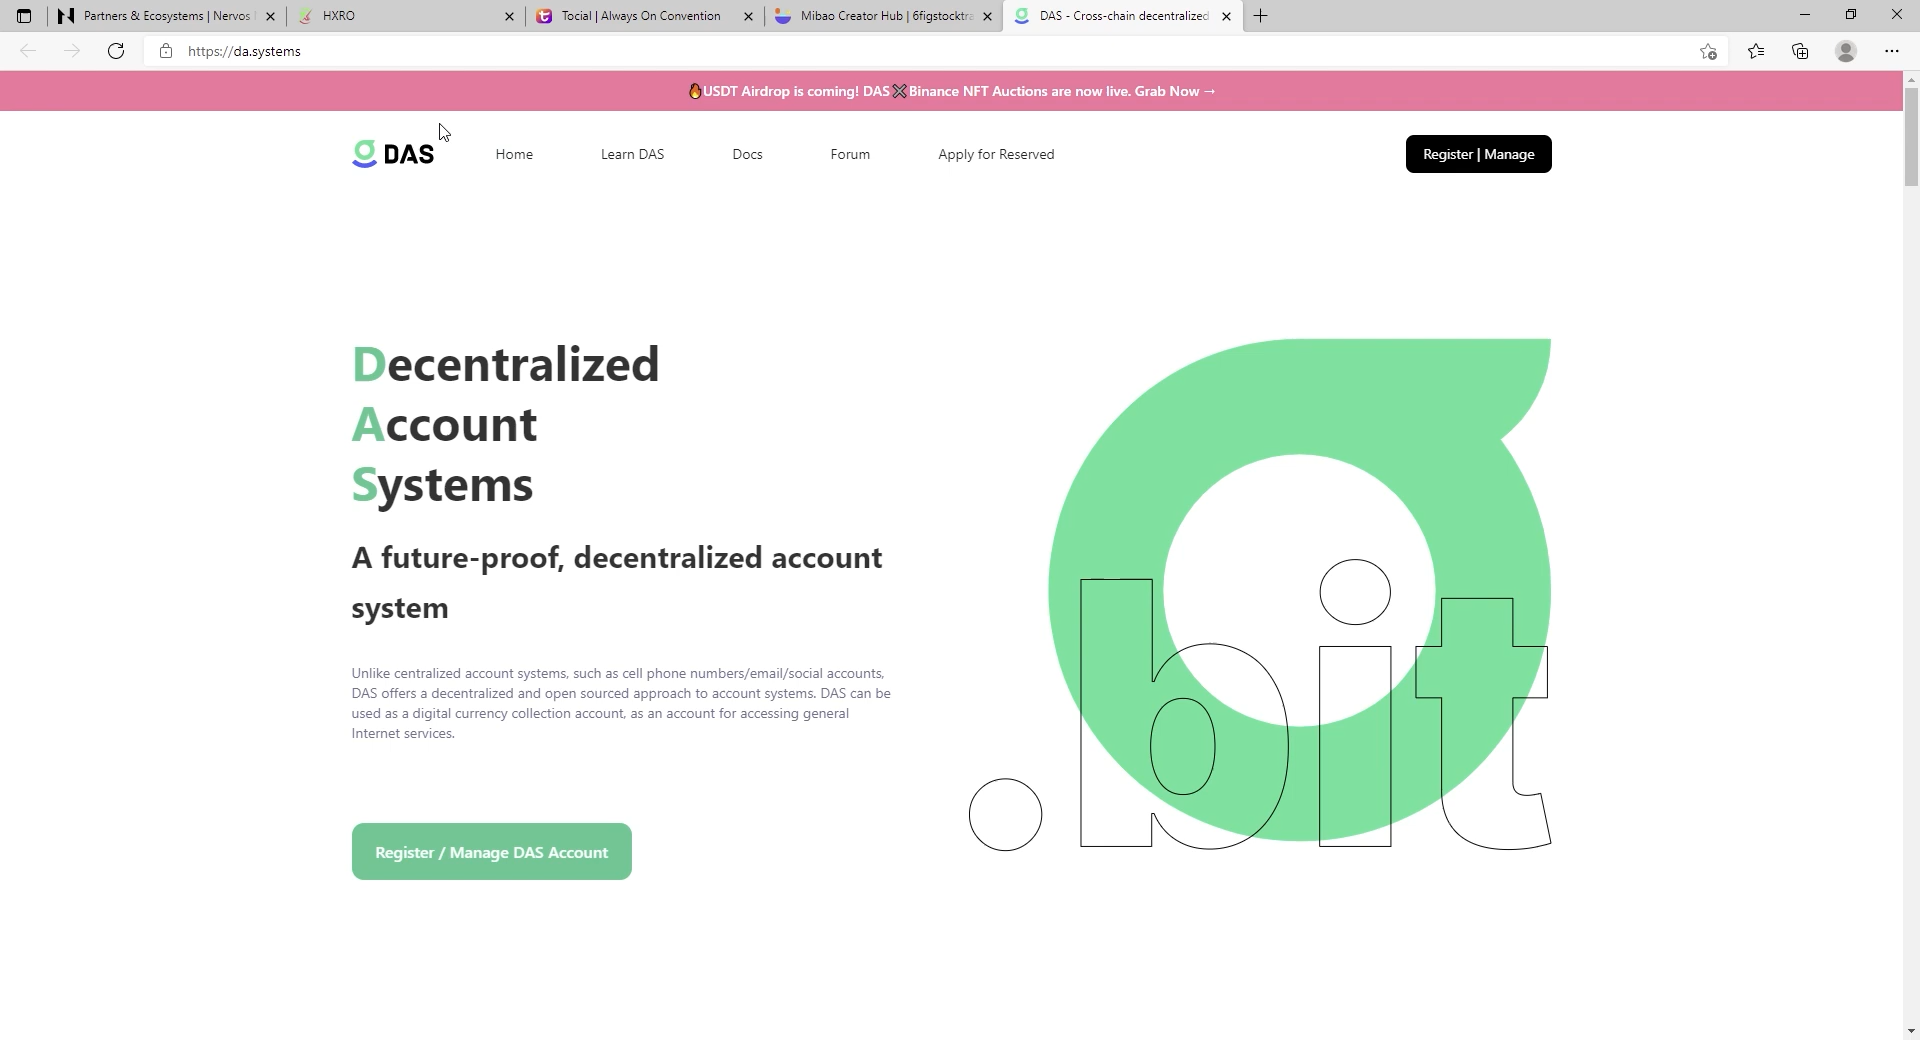 Partners & Ecosystems | Nervos
HXRO
Tocial | Always On Convention
Mibao Creator Hub | 6figstocktra
DAS - Cross-chain decentralized
https://da.systems
🔥USDT Airdrop is coming! DAS✖️Binance NFT Auctions are now live. Grab Now →
DAS
Home
Learn DAS
Docs
Forum
Apply for Reserved
Register | Manage
Decentralized
Account
Systems
A future-proof, decentralized account
system
Unlike centralized account systems, such as cell phone numbers/email/social accounts,
DAS offers a decentralized and open sourced approach to account systems. DAS can be
used as a digital currency collection account, as an account for accessing general
Internet services.
Register / Manage DAS Account
.bit